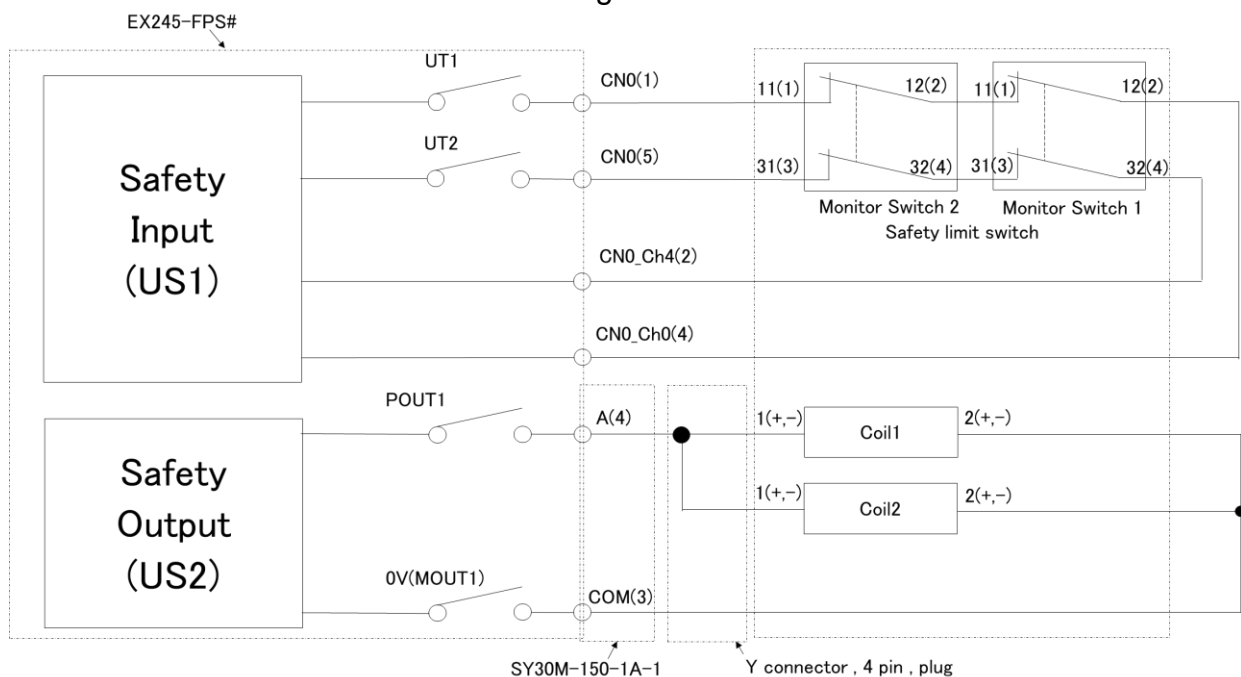 EX245-FPS#
UT1
CN0(1)
11(1)
12(2)
11(1)
12(2)
UT2
CN0(5)
31(3)
32(4)
31(3)
32(4)
Safety
Input
(US1)
Monitor Switch 2
Monitor Switch 1
Safety limit switch
CN0_Ch4(2)
CN0_Ch0(4)
POUT1
A(4)
1(+,-)
Coil1
2(+,-)
Safety
Output
(US2)
1(+,-)
Coil2
2(+,-)
0V(MOUT1)
COM(3)
SY30M-150-1A-1
Y connector , 4 pin , plug